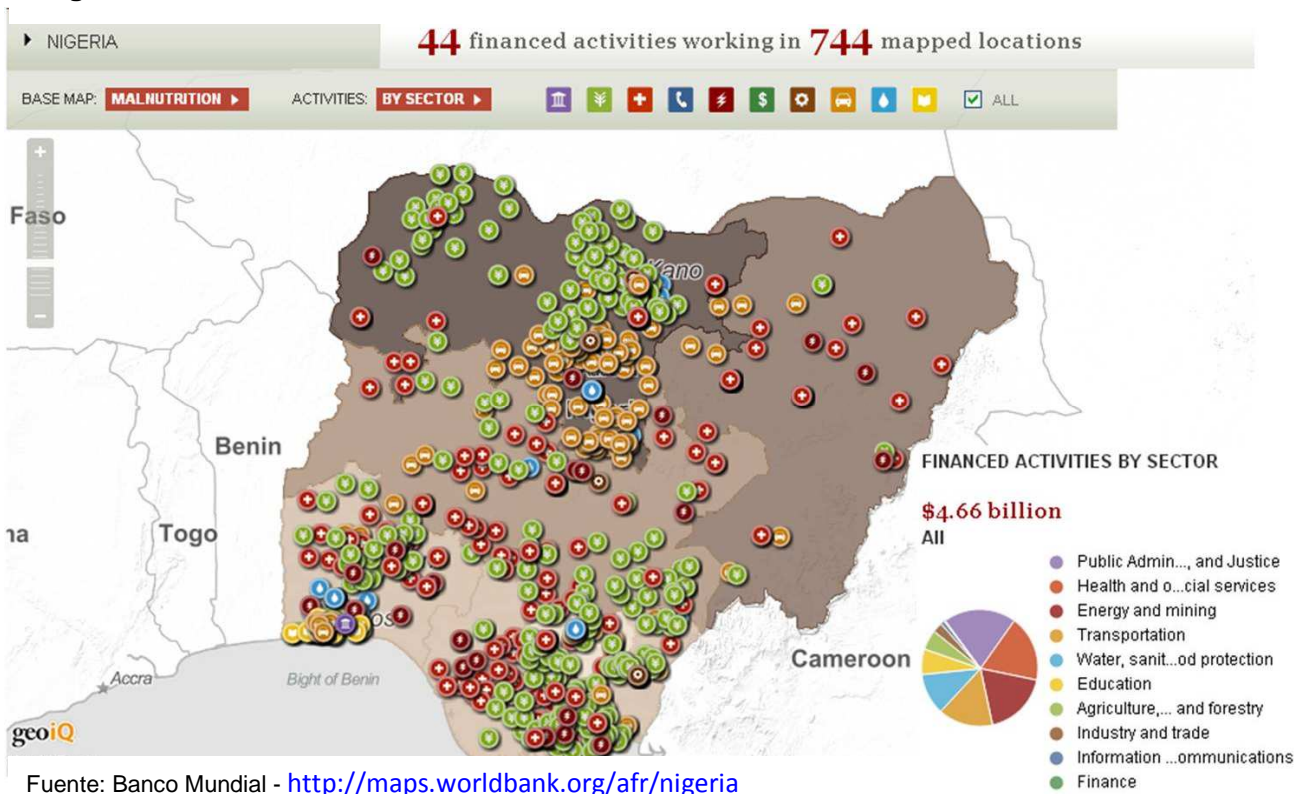 NIGERIA
44 financed activities working in 744 mapped locations
BASE MAP: MALNUTRITION ACTIVITIES: BY SECTOR ALL
Faso
Kano
Benin
Togo
Cameroon
Accra
Bight of Benin
FINANCED ACTIVITIES BY SECTOR
$4.66 billion
All
Public Admin..., and Justice
Health and o...cial services
Energy and mining
Transportation
Water, sanit...od protection
Education
Agriculture,... and forestry
Industry and trade
Information ...ommunications
Finance
geoiQ
Fuente: Banco Mundial - http://maps.worldbank.org/afr/nigeria